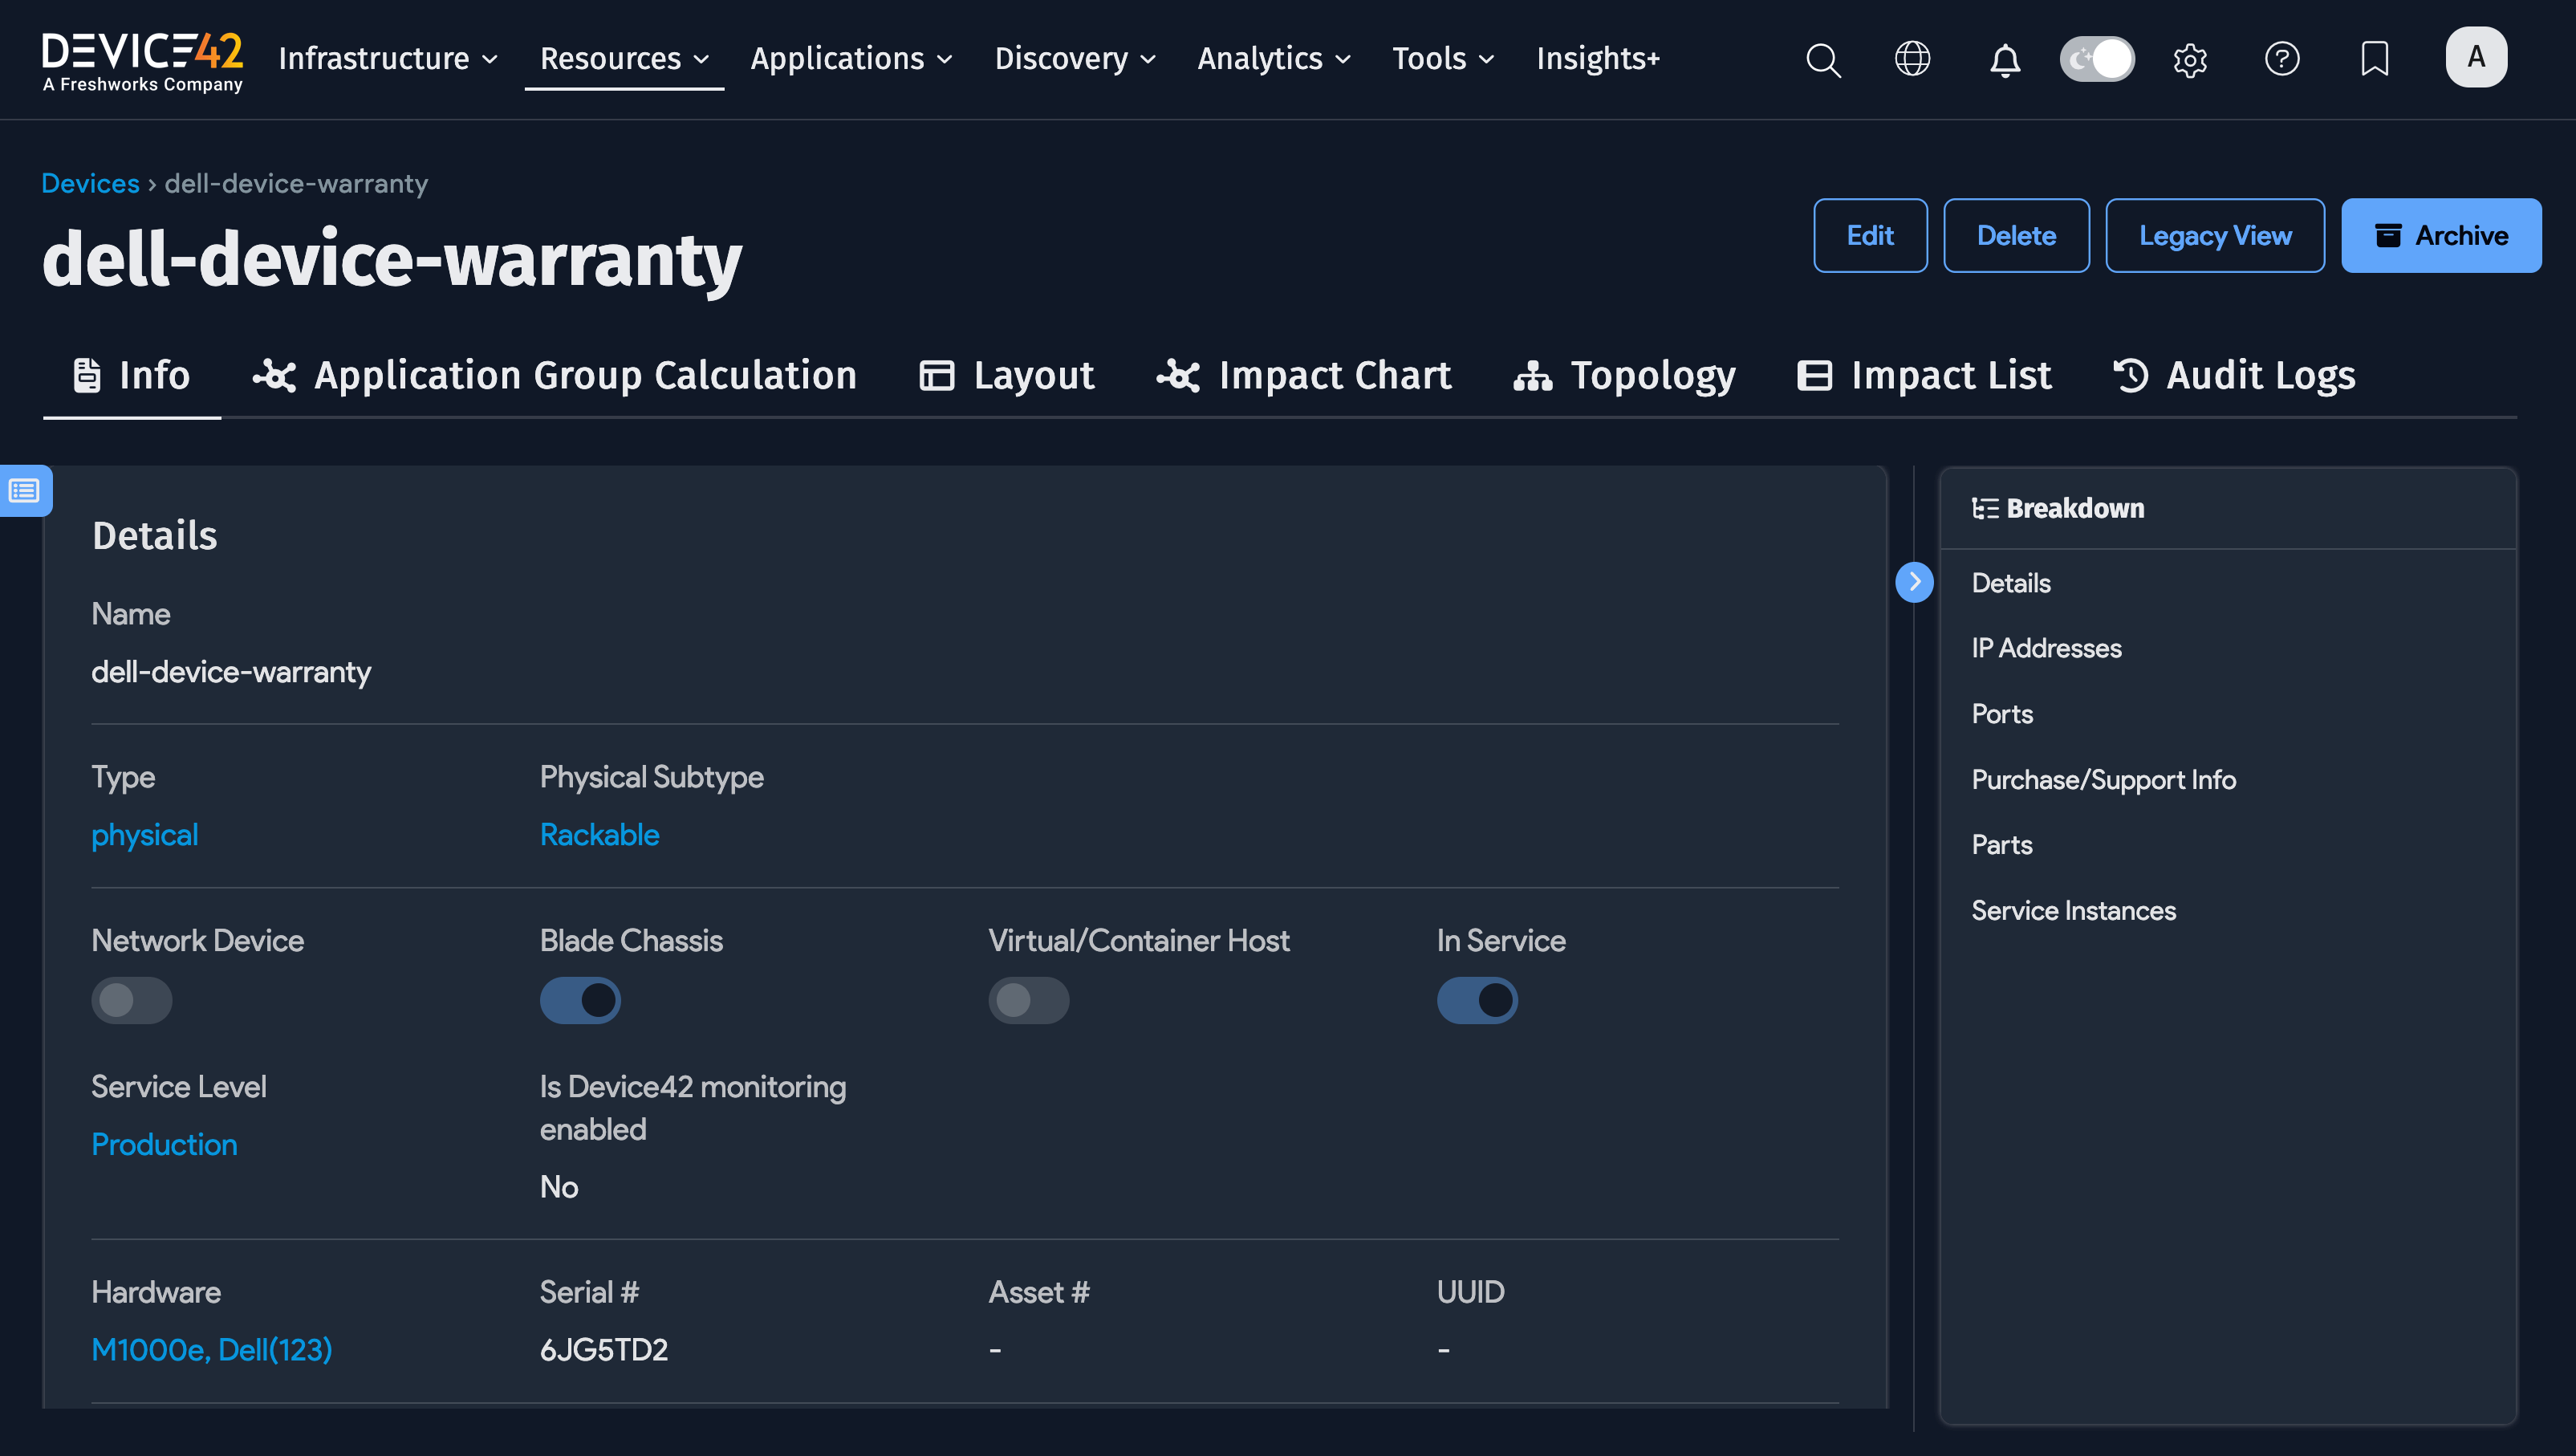 DEVICE42
A Freshworks Company
Infrastructure Resources Applications Discovery Analytics Tools Insights+
A
Devices › dell-device-warranty
dell-device-warranty
Edit Delete Legacy View Archive
Info Application Group Calculation Layout Impact Chart Topology Impact List Audit Logs
Details
Name
dell-device-warranty
Type Physical Subtype
physical Rackable
Network Device Blade Chassis Virtual/Container Host In Service
Service Level Is Device42 monitoring
enabled
Production
No
Hardware Serial # Asset # UUID
M1000e, Dell(123) 6JG5TD2 - -
Breakdown
Details
IP Addresses
Ports
Purchase/Support Info
Parts
Service Instances